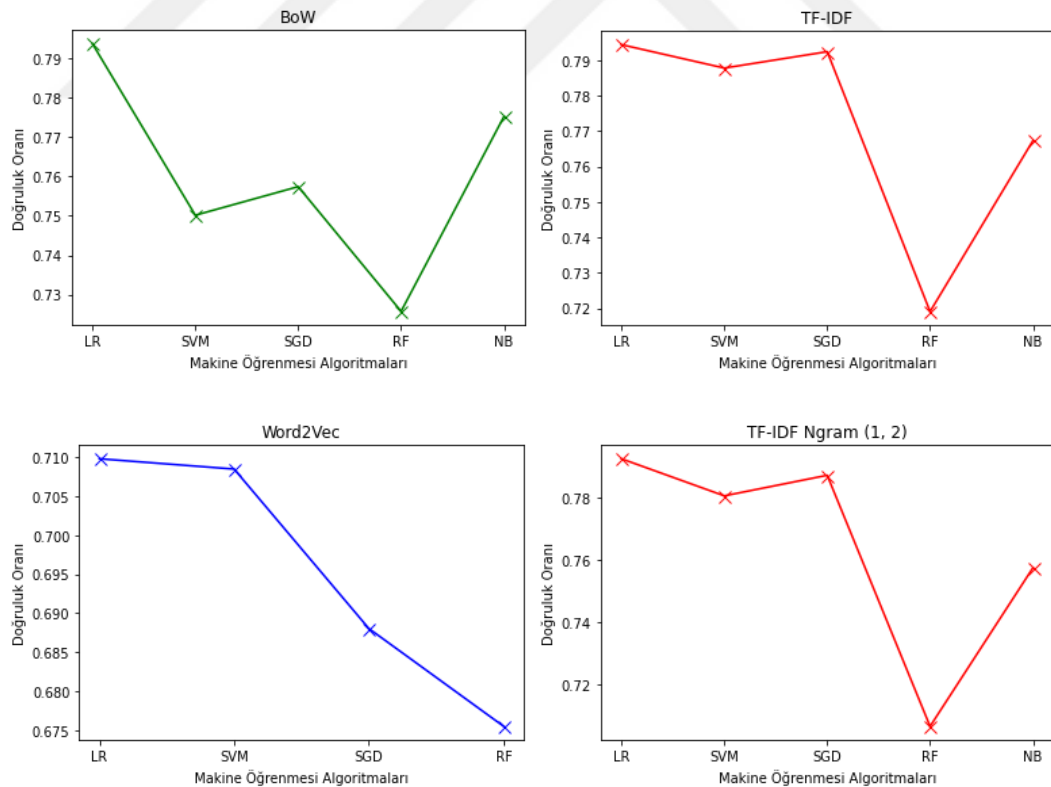 BoW
0.79
0.78
0.77
0.76
0.75
0.74
0.73
Doğruluk Oranı
LR SVM SGD RF NB
Makine Öğrenmesi Algoritmaları
TF-IDF
0.79
0.78
0.77
0.76
0.75
0.74
0.73
0.72
Doğruluk Oranı
LR SVM SGD RF NB
Makine Öğrenmesi Algoritmaları
Word2Vec
0.710
0.705
0.700
0.695
0.690
0.685
0.680
0.675
Doğruluk Oranı
LR SVM SGD RF
Makine Öğrenmesi Algoritmaları
TF-IDF Ngram (1, 2)
0.78
0.76
0.74
0.72
Doğruluk Oranı
LR SVM SGD RF NB
Makine Öğrenmesi Algoritmaları